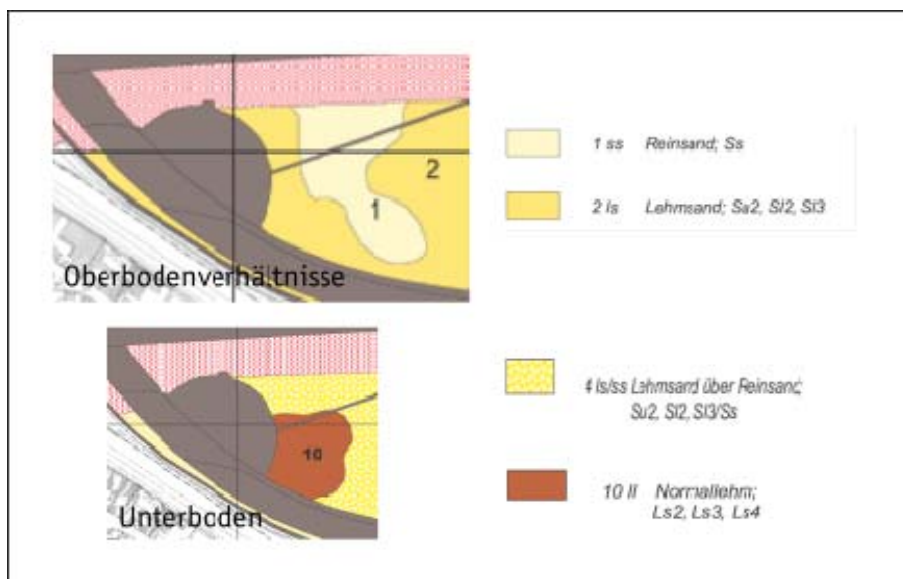 1 ss Reinsand; Ss
2 ls Lehmsand; Su2, Sl2, Sl3
2
1
Oberbodenverhältnisse
4 ls/ss Lehmsand über Reinsand;
Su2, Sl2, Sl3/Ss
10
10 ll Normallehm;
Ls2, Ls3, Ls4
Unterboden